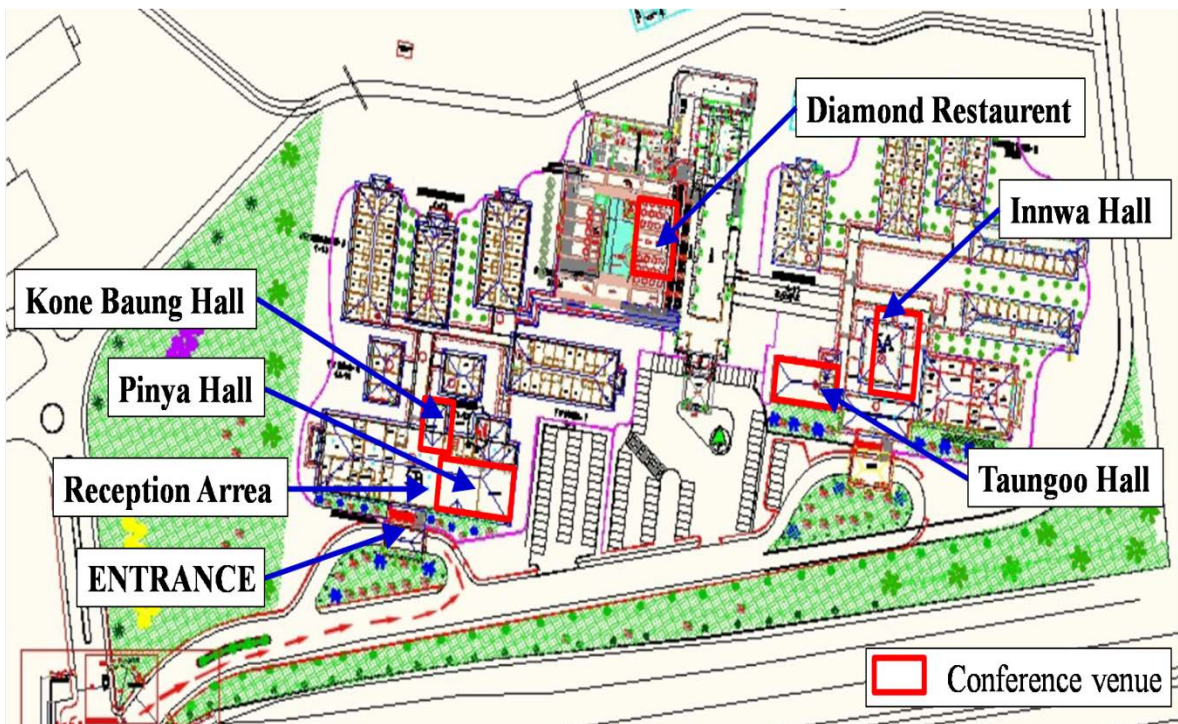 Diamond Restaurent
Innwa Hall
Kone Baung Hall
Pinya Hall
Reception Arrea
Taungoo Hall
ENTRANCE
Conference venue